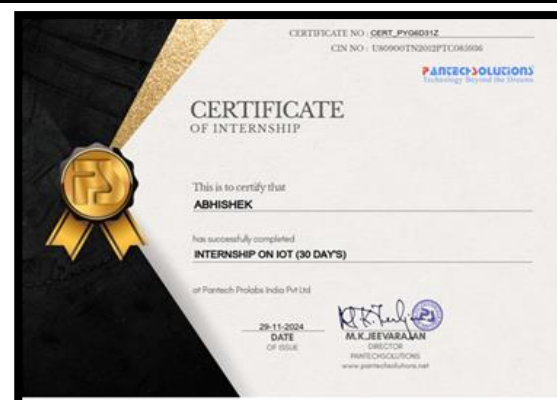 CERTIFICATE NO : CERT_PYG6D31Z
CIN NO : U80900TN2012PTC085936
PANTECHSOLUTIONS
Technology Beyond the Dreams
CERTIFICATE
OF INTERNSHIP
This is to certify that
ABHISHEK
has successfully completed
INTERNSHIP ON IOT (30 DAY'S)
at Pantech Prolabs India Pvt Ltd
29-11-2024
DATE
OF ISSUE
M.K.JEEVARAJAN
DIRECTOR
PANTECHSOLUTIONS
www.pantechsolutions.net